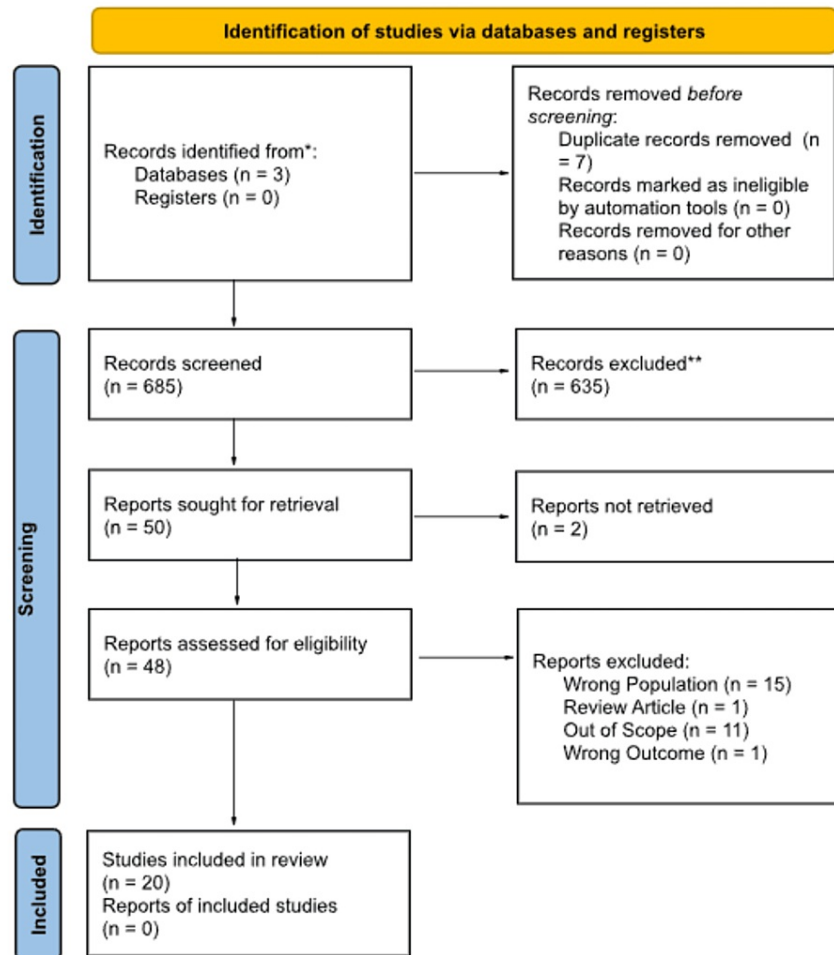 Identification of studies via databases and registers
Identification
Records identified from*:
Databases (n = 3)
Registers (n = 0)
Records removed before
screening:
Duplicate records removed (n
= 7)
Records marked as ineligible
by automation tools (n = 0)
Records removed for other
reasons (n = 0)
Screening
Records screened
(n = 685)
Records excluded**
(n = 635)
Reports sought for retrieval
(n = 50)
Reports not retrieved
(n = 2)
Reports assessed for eligibility
(n = 48)
Reports excluded:
Wrong Population (n = 15)
Review Article (n = 1)
Out of Scope (n = 11)
Wrong Outcome (n = 1)
Included
Studies included in review
(n = 20)
Reports of included studies
(n = 0)